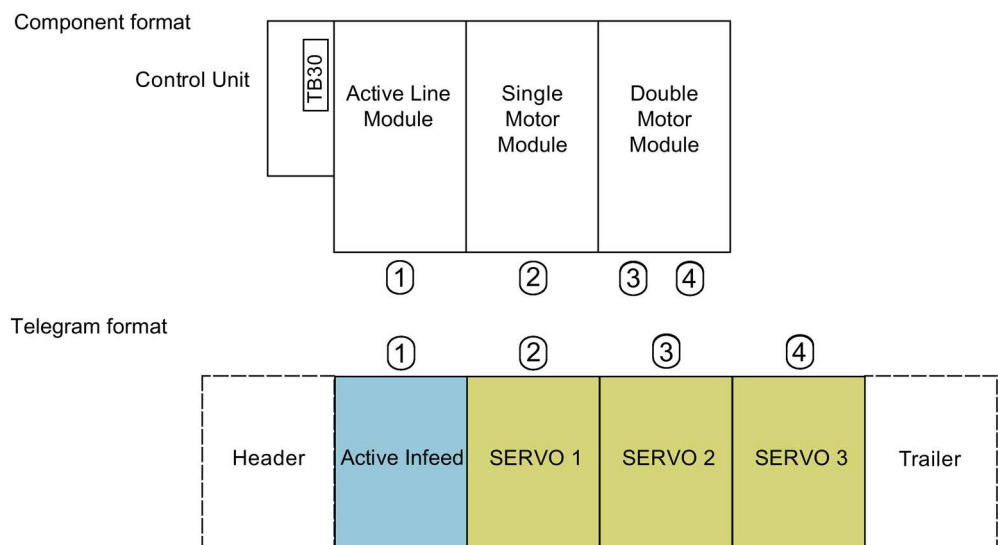 Component format
Control Unit
TB30
Active Line
Module
Single
Motor
Module
Double
Motor
Module
1
2
3
4
Telegram format
1
2
3
4
Header
Active Infeed
SERVO 1
SERVO 2
SERVO 3
Trailer